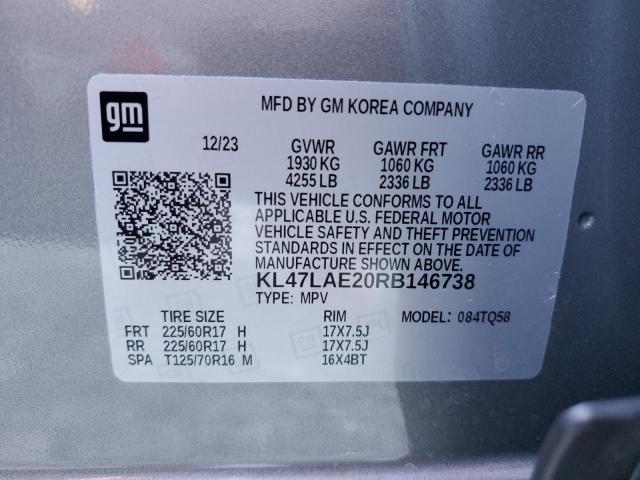 gm
MFD BY GM KOREA COMPANY
12/23 GVWR GAWR FRT GAWR RR
1930 KG 1060 KG 1060 KG
4255 LB 2336 LB 2336 LB
THIS VEHICLE CONFORMS TO ALL
APPLICABLE U.S. FEDERAL MOTOR
VEHICLE SAFETY AND THEFT PREVENTION
STANDARDS IN EFFECT ON THE DATE OF
MANUFACTURE SHOWN ABOVE.
KL47LAE20RB146738
TYPE: MPV MODEL: 084TQ58
TIRE SIZE RIM
FRT 225/60R17 H 17X7.5J
RR 225/60R17 H 17X7.5J
SPA T125/70R16 M 16X4BT